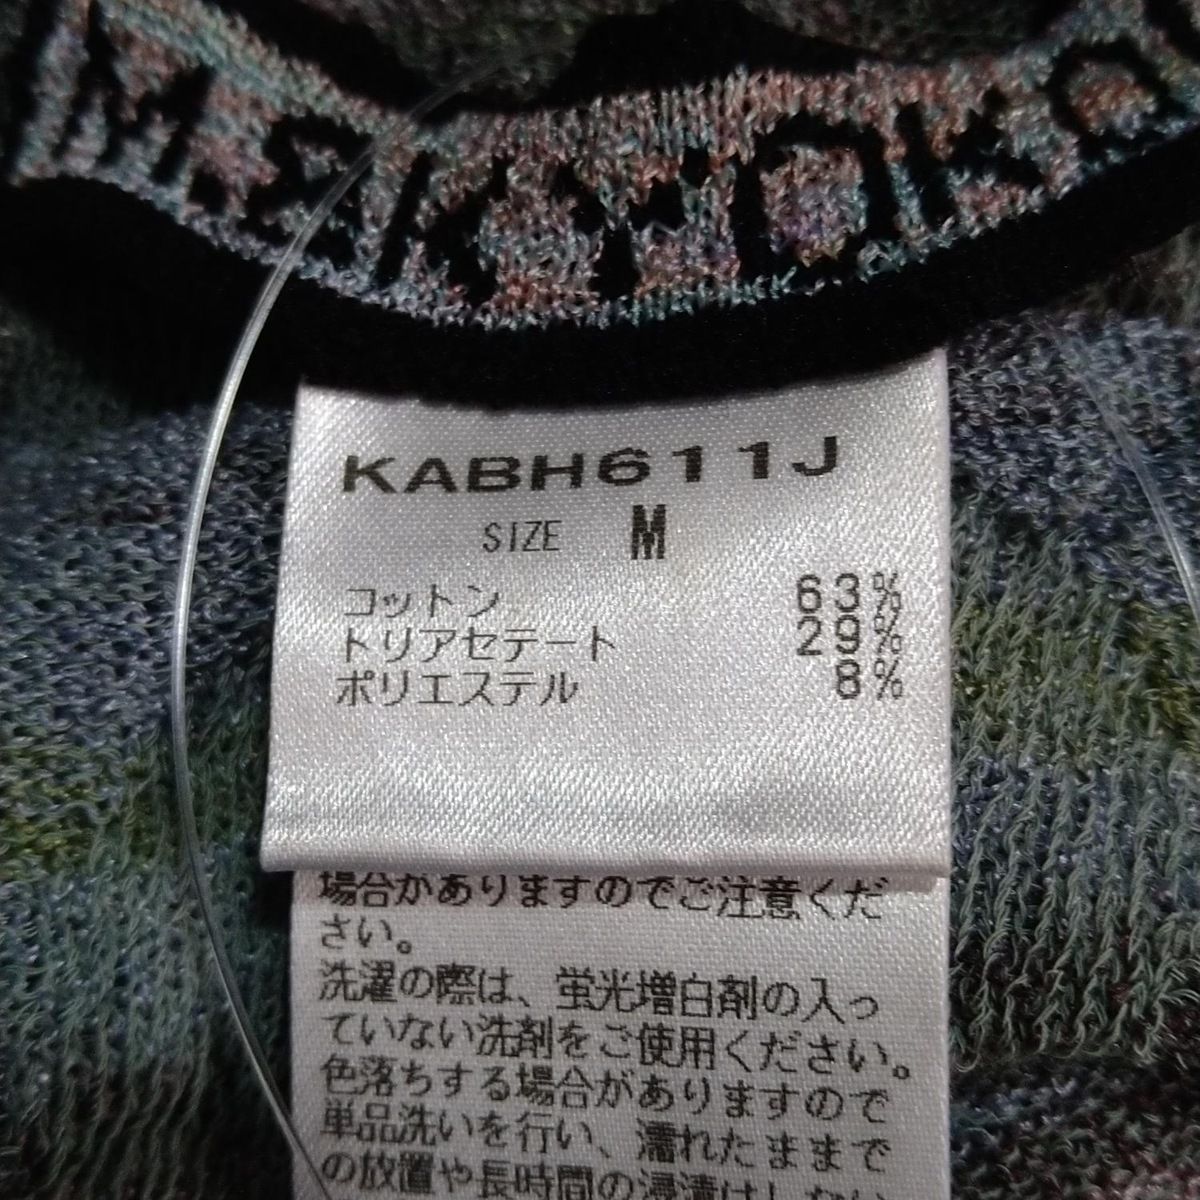 KABH611J
SIZE M
コットン 63%
トリアセテート 29%
ポリエステル 8%
場合がありますのでご注意くだ
さい。
洗濯の際は、蛍光増白剤の入っ
ていない洗剤をご使用ください。
色落ちする場合がありますので
単品洗いを行い、濡れたままで
の放置や長時間の浸漬はしない